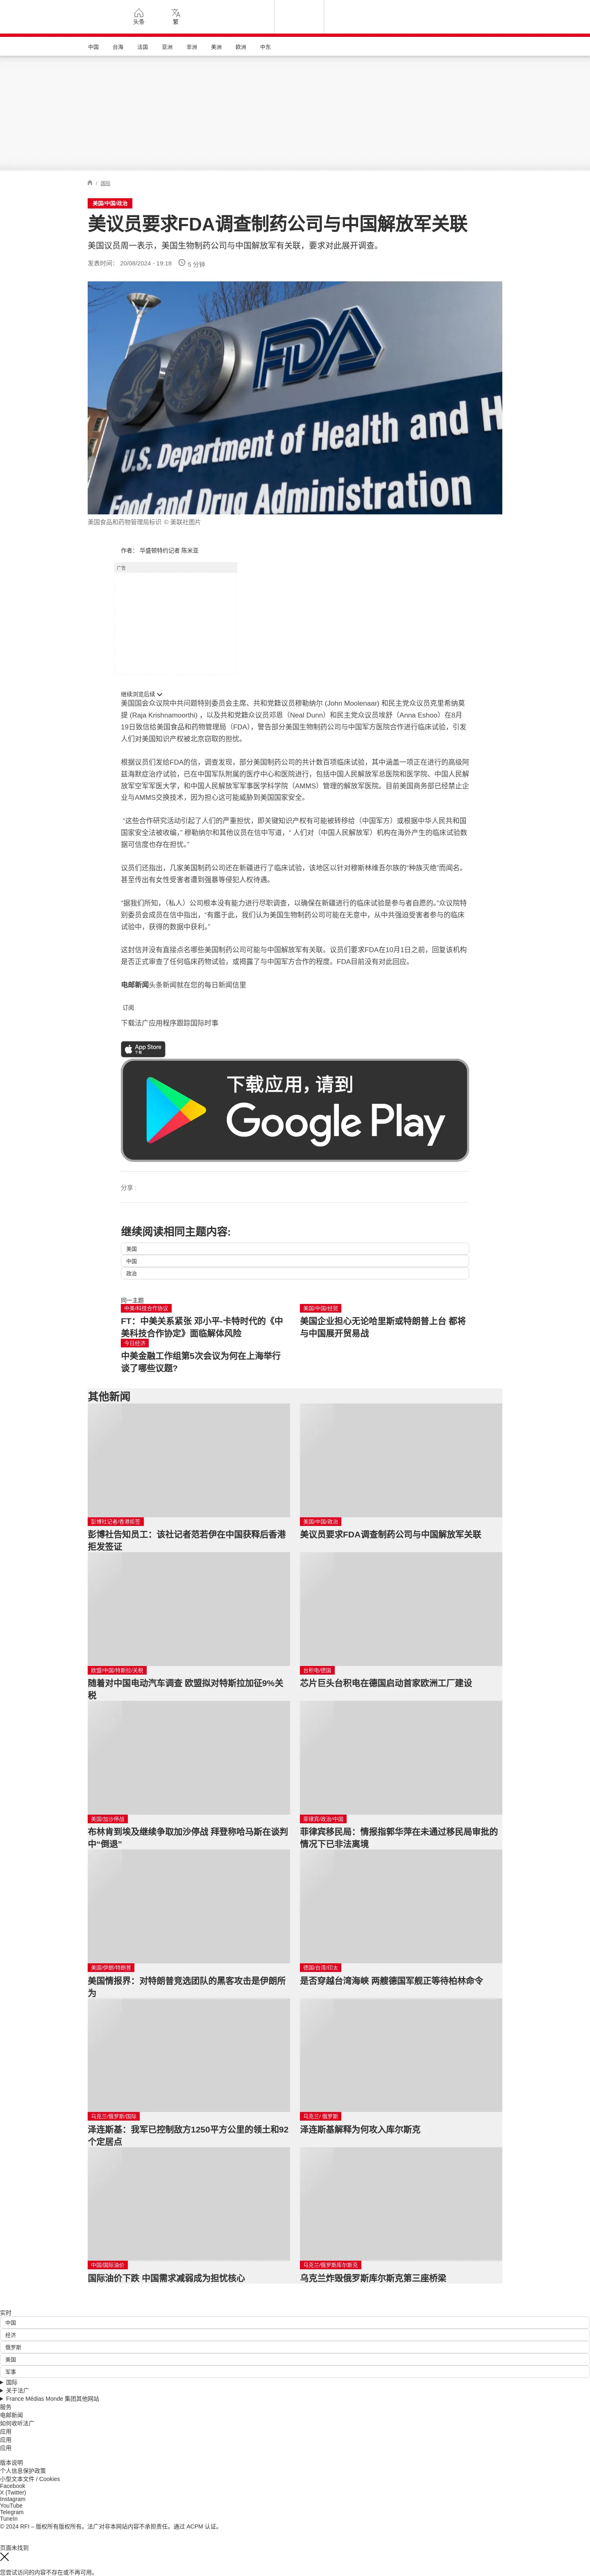 头条
繁
中国 台海 法国 亚洲 非洲 美洲 欧洲 中东
/ 国际
美国/中国/政治
美议员要求FDA调查制药公司与中国解放军关联
美国议员周一表示，美国生物制药公司与中国解放军有关联，要求对此展开调查。
发表时间： 20/08/2024 - 19:18 5 分钟
FDA
U.S. Department of Health and H
Food and Drug Administration
美国食品和药物管理局标识 © 美联社图片
作者： 华盛顿特约记者 陈米亚
广告
继续浏览后续
美国国会众议院中共问题特别委员会主席、共和党籍议员穆勒纳尔 (John Moolenaar) 和民主党众议员克里希纳莫
提 (Raja Krishnamoorthi) ，以及共和党籍众议员邓恩（Neal Dunn）和民主党众议员埃舒（Anna Eshoo）在8月
19日致信给美国食品和药物管理局（FDA），警告部分美国生物制药公司与中国军方医院合作进行临床试验，引发
人们对美国知识产权被北京窃取的担忧。
根据议员们发给FDA的信，调查发现，部分美国制药公司的共计数百项临床试验，其中涵盖一项正在进行的高级阿
兹海默症治疗试验，已在中国军队附属的医疗中心和医院进行，包括中国人民解放军总医院和医学院、中国人民解
放军空军军医大学，和中国人民解放军军事医学科学院（AMMS）管理的解放军医院。目前美国商务部已经禁止企
业与AMMS交换技术，因为担心这可能威胁到美国国家安全。
“这些合作研究活动引起了人们的严重担忧，即关键知识产权有可能被转移给（中国军方）或根据中华人民共和国
国家安全法被收编，” 穆勒纳尔和其他议员在信中写道，“ 人们对（中国人民解放军）机构在海外产生的临床试验数
据可信度也存在担忧。”
议员们还指出，几家美国制药公司还在新疆进行了临床试验，该地区以针对穆斯林维吾尔族的“种族灭绝”而闻名。
甚至传出有女性受害者遭到强暴等侵犯人权待遇。
“据我们所知，（私人）公司根本没有能力进行尽职调查，以确保在新疆进行的临床试验是参与者自愿的。”众议院特
别委员会成员在信中指出，“有鑑于此，我们认为美国生物制药公司可能在无意中，从中共强迫受害者参与的临床
试验中，获得的数据中获利。”
这封信并没有直接点名哪些美国制药公司可能与中国解放军有关联。议员们要求FDA在10月1日之前，回复该机构
是否正式审查了任何临床药物试验，或揭露了与中国军方合作的程度。FDA目前没有对此回应。
电邮新闻头条新闻就在您的每日新闻信里
订阅
下载法广应用程序跟踪国际时事
App Store
下载
下载应用，请到
Google Play
分享 :
继续阅读相同主题内容:
美国
中国
政治
同一主题
中美/科技合作协议
FT：中美关系紧张 邓小平-卡特时代的《中
美科技合作协定》面临解体风险
美国/中国/经贸
美国企业担心无论哈里斯或特朗普上台 都将
与中国展开贸易战
今日经济
中美金融工作组第5次会议为何在上海举行
谈了哪些议题?
其他新闻
彭博社记者/香港拒签
彭博社告知员工：该社记者范若伊在中国获释后香港
拒发签证
美国/中国/政治
美议员要求FDA调查制药公司与中国解放军关联
欧盟/中国/特斯拉/关税
随着对中国电动汽车调查 欧盟拟对特斯拉加征9%关
税
台积电/德国
芯片巨头台积电在德国启动首家欧洲工厂建设
美国/加沙停战
布林肯到埃及继续争取加沙停战 拜登称哈马斯在谈判
中“倒退”
菲律宾/政治/中国
菲律宾移民局：情报指郭华萍在未通过移民局审批的
情况下已非法离境
美国/伊朗/特朗普
美国情报界：对特朗普竞选团队的黑客攻击是伊朗所
为
德国/台湾/印太
是否穿越台湾海峡 两艘德国军舰正等待柏林命令
乌克兰/俄罗斯/国际
泽连斯基：我军已控制敌方1250平方公里的领土和92
个定居点
乌克兰/ 俄罗斯
泽连斯基解释为何攻入库尔斯克
中国/国际油价
国际油价下跌 中国需求减弱成为担忧核心
乌克兰/俄罗斯库尔斯克
乌克兰炸毁俄罗斯库尔斯克第三座桥梁
实时
中国
经济
俄罗斯
美国
军事
国际
关于法广
France Médias Monde 集团其他网站
服务
电邮新闻
如何收听法广
应用
应用
应用
版本说明
个人信息保护政策
小型文本文件 / Cookies
Facebook
X (Twitter)
Instagram
YouTube
Telegram
TuneIn
© 2024 RFI – 版权所有版权所有。法广对非本网站内容不承担责任。通过 ACPM 认证。
页面未找到
您尝试访问的内容不存在或不再可用。